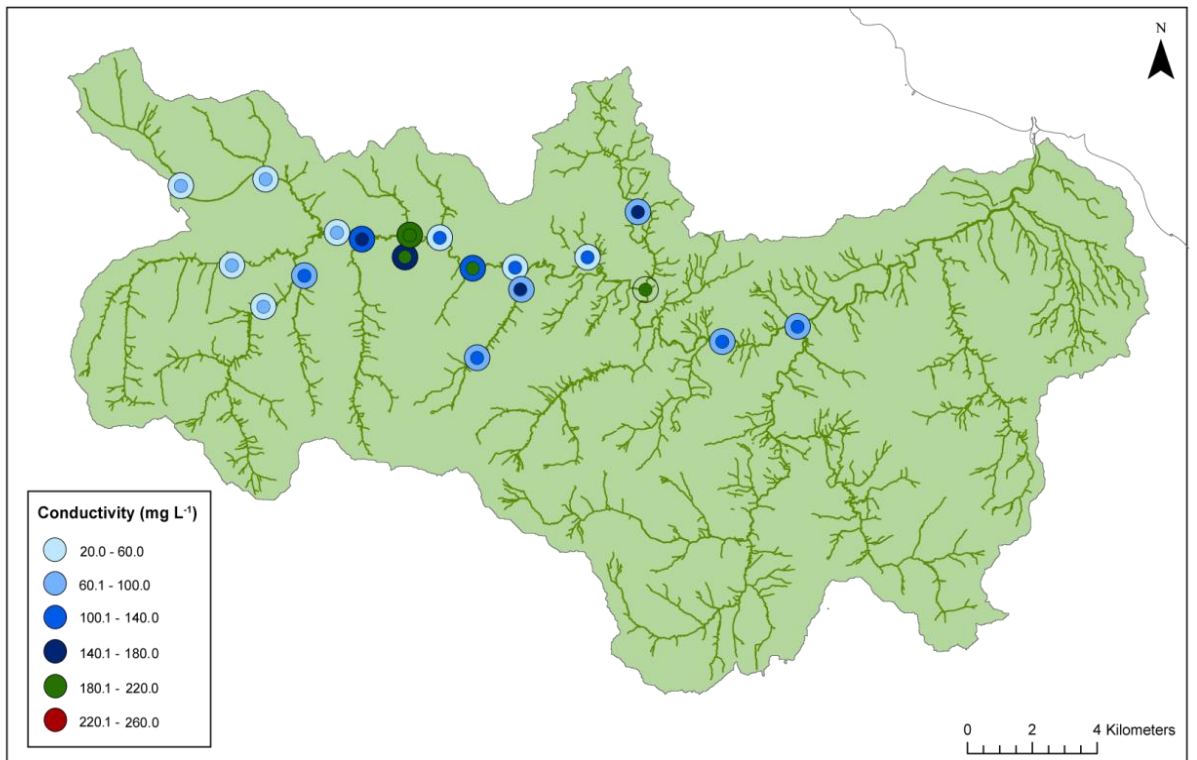 N
Conductivity (mg L⁻¹)
20.0 - 60.0
60.1 - 100.0
100.1 - 140.0
140.1 - 180.0
180.1 - 220.0
220.1 - 260.0
0 2 4 Kilometers